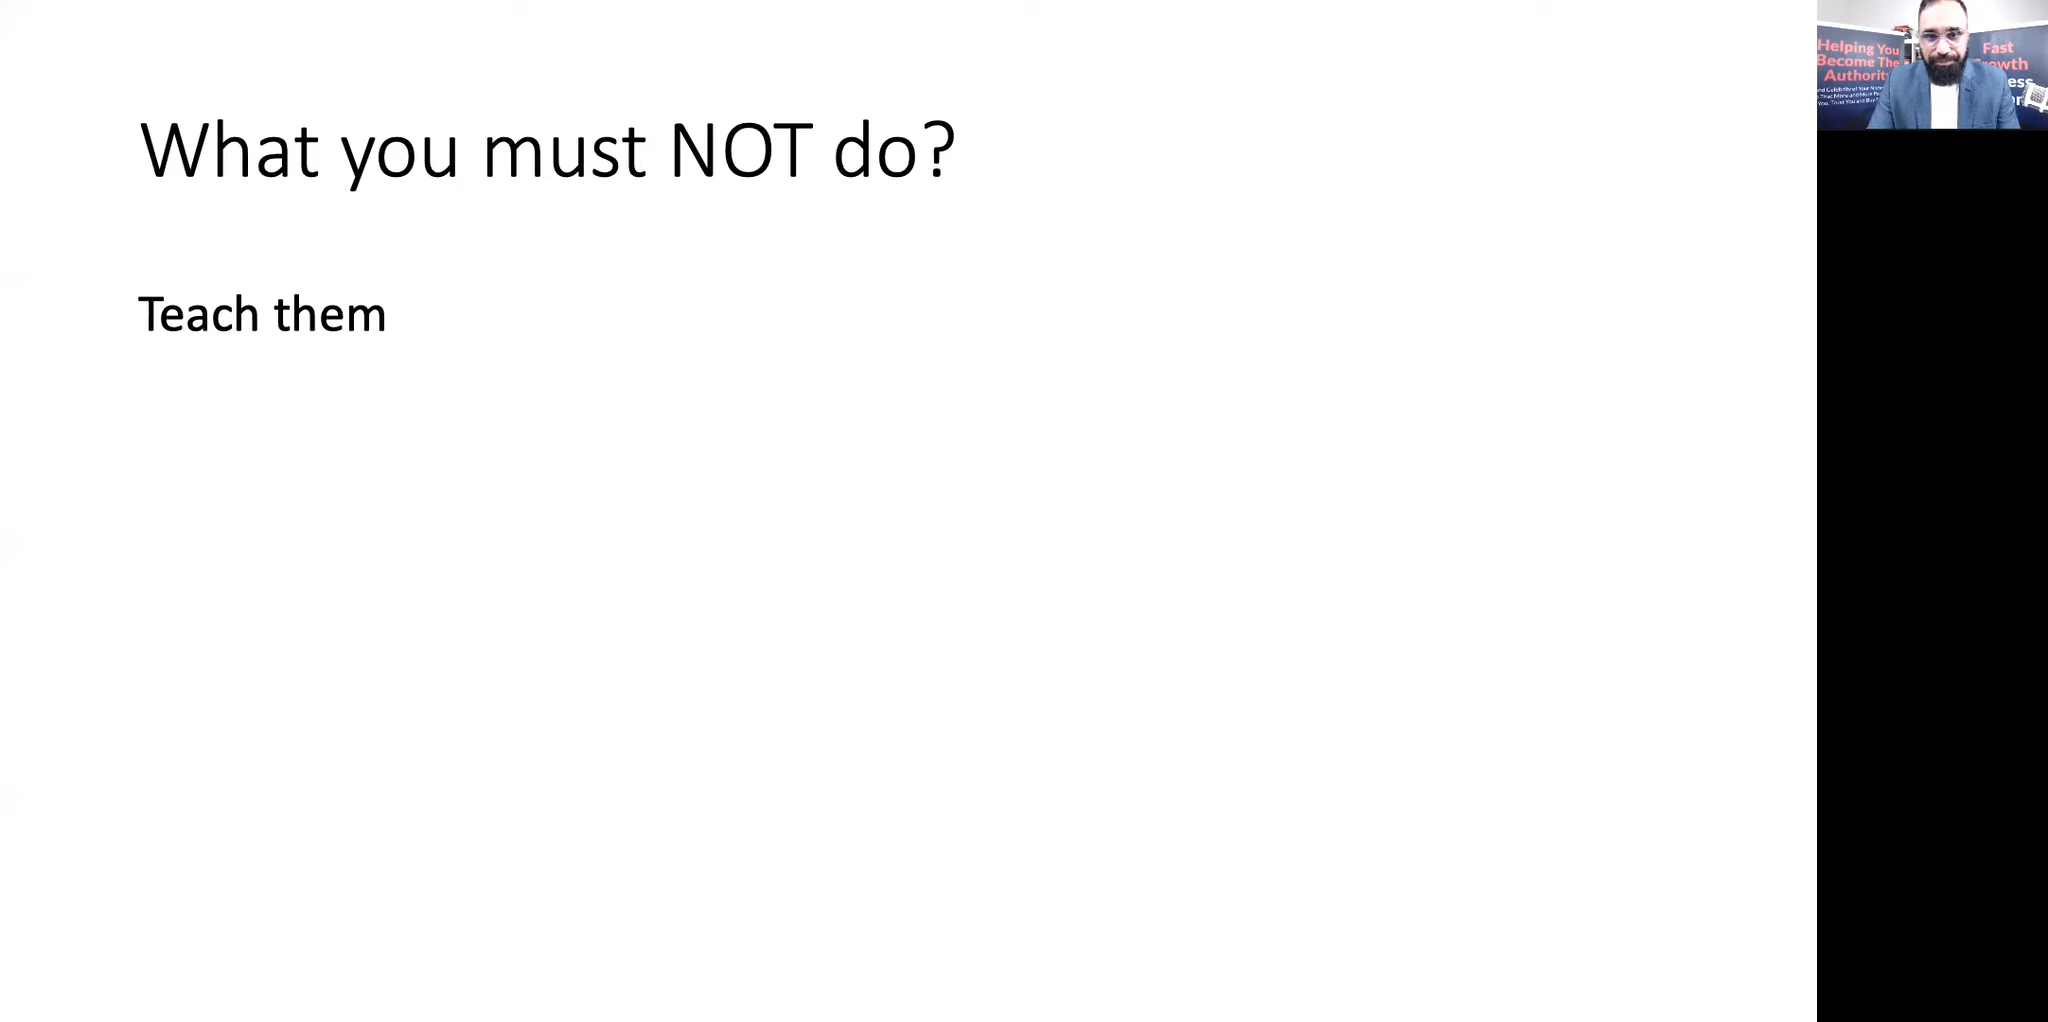 What you must NOT do?
Teach them
Helping You
Become The
Authority
Fast